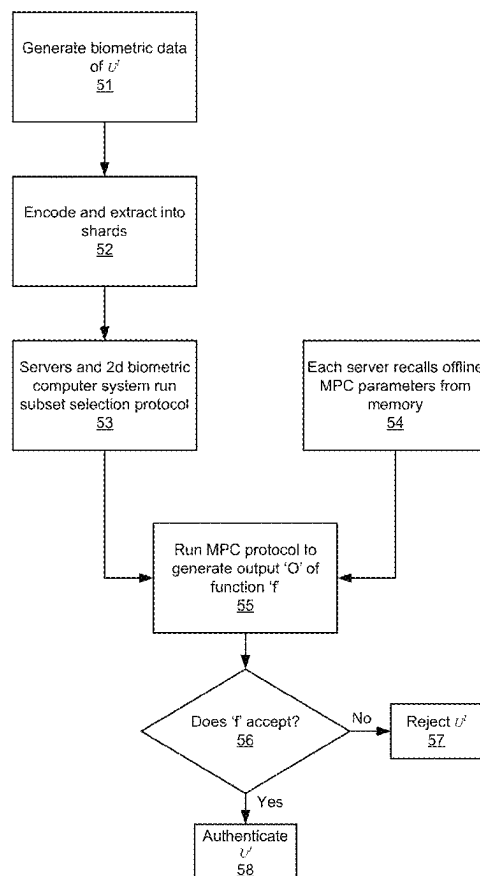 Generate biometric data
of U'
51
Encode and extract into
shards
52
Servers and 2d biometric
computer system run
subset selection protocol
53
Each server recalls offline
MPC parameters from
memory
54
Run MPC protocol to
generate output 'O' of
function 'f'
55
Does 'f' accept?
56
No
Reject U'
57
Yes
Authenticate
U'
58